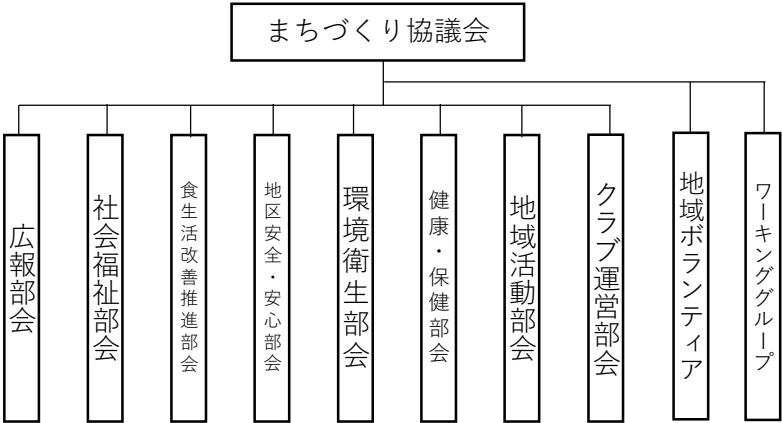 まちづくり協議会
広報部会
社会福祉部会
食生活改善推進部会
地区安全・安心部会
環境衛生部会
健康・保健部会
地域活動部会
クラブ運営部会
地域ボランティア
ワーキンググループ